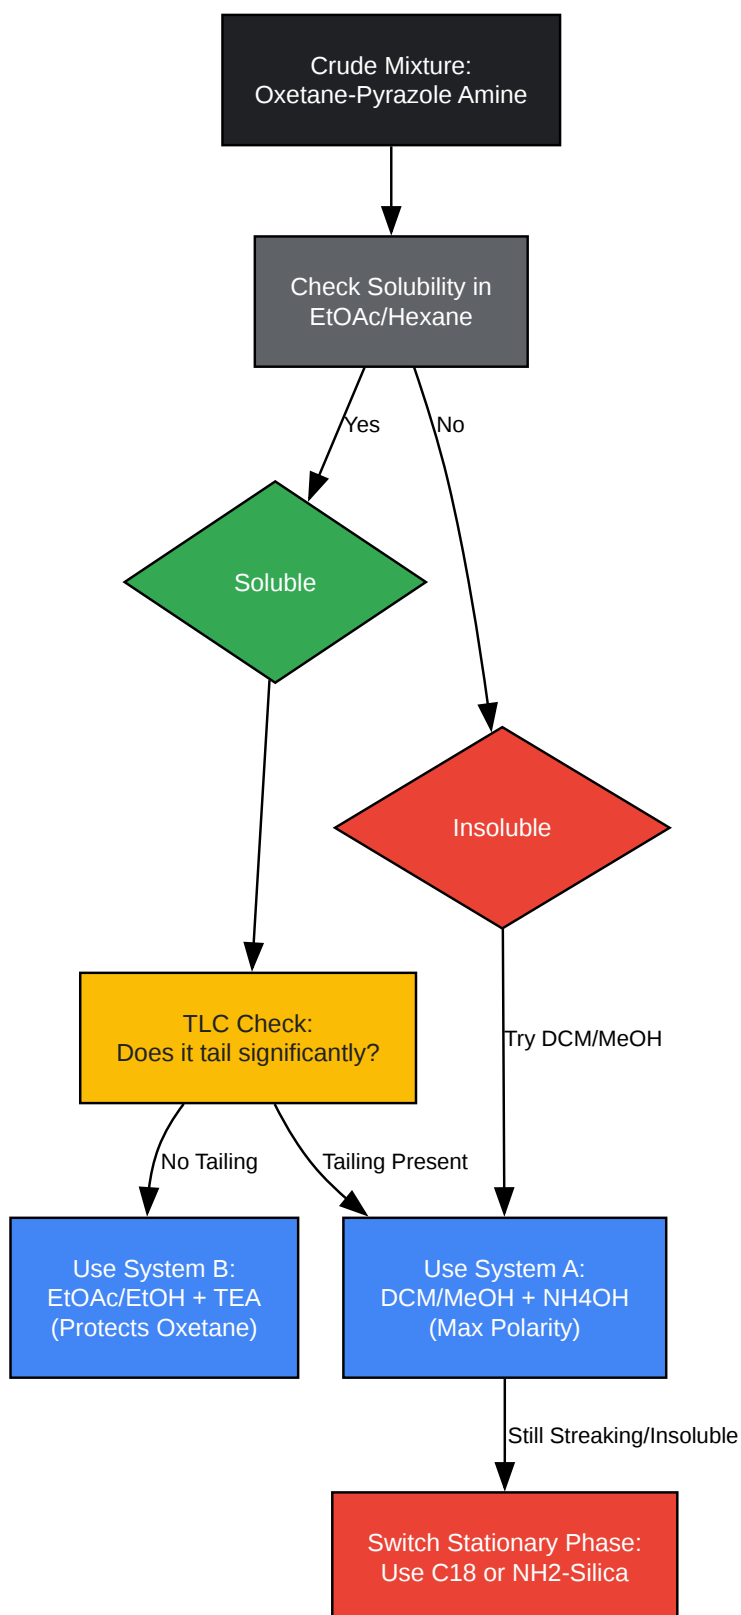 Crude Mixture:
Oxetane-Pyrazole Amine
Check Solubility in
EtOAc/Hexane
Yes
No
Soluble
Insoluble
TLC Check:
Does it tail significantly?
Try DCM/MeOH
No Tailing
Tailing Present
Use System B:
EtOAc/EtOH + TEA
(Protects Oxetane)
Use System A:
DCM/MeOH + NH4OH
(Max Polarity)
Still Streaking/Insoluble
Switch Stationary Phase:
Use C18 or NH2-Silica